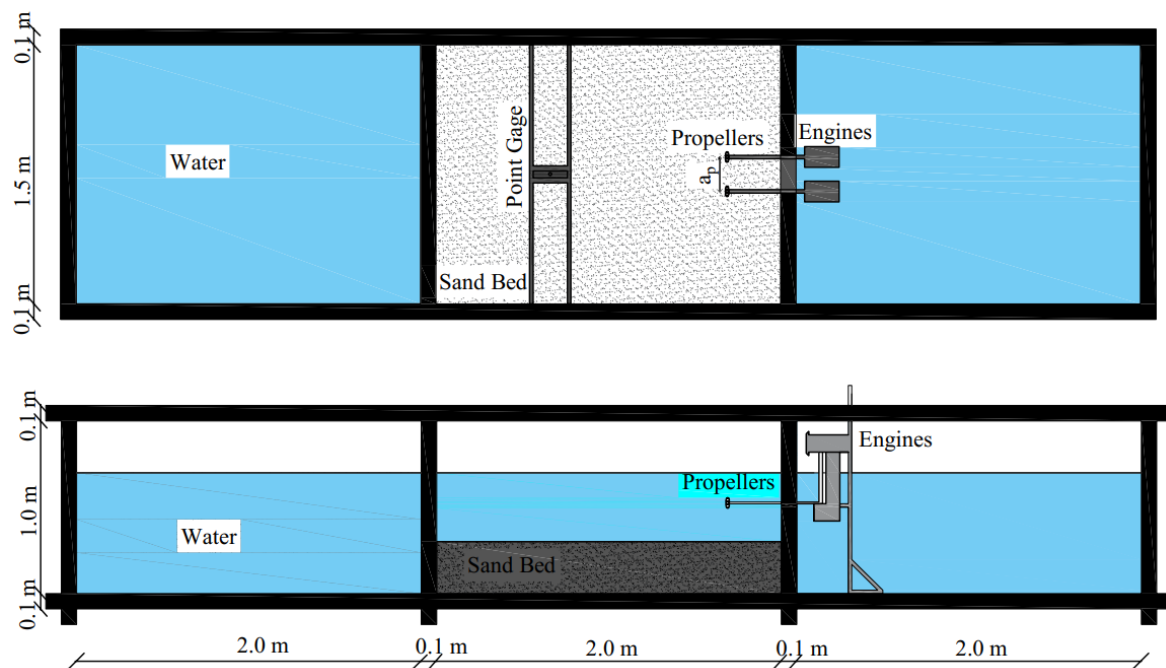 0.1 m
1.5 m
0.1 m
Water
Point Gage
Sand Bed
Propellers
a_p
Engines
0.1 m
1.0 m
0.1 m
Water
Sand Bed
Propellers
Engines
2.0 m
0.1 m
2.0 m
0.1 m
2.0 m